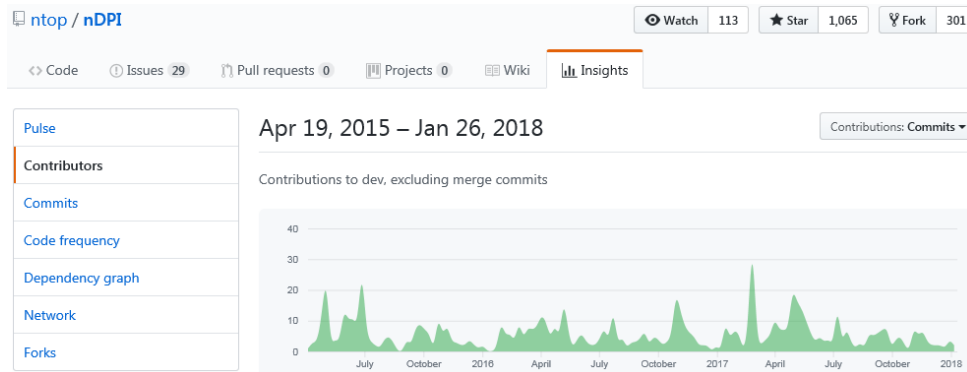 ntop / nDPI
Watch 113 Star 1,065 Fork 301
Code Issues 29 Pull requests 0 Projects 0 Wiki Insights
Pulse
Contributors
Commits
Code frequency
Dependency graph
Network
Forks
Apr 19, 2015 – Jan 26, 2018
Contributions: Commits
Contributions to dev, excluding merge commits
40
30
20
10
0
July October 2016 April July October 2017 April July October 2018